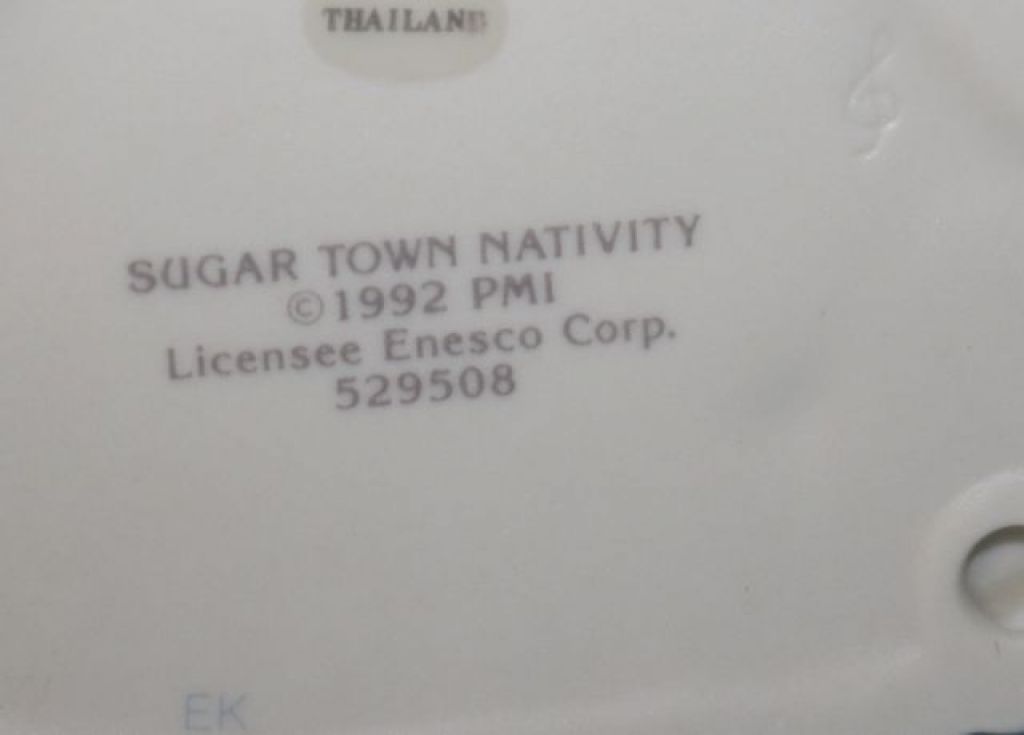 THAILAND
SUGAR TOWN NATIVITY
©1992 PMI
Licensee Enesco Corp.
529508
EK